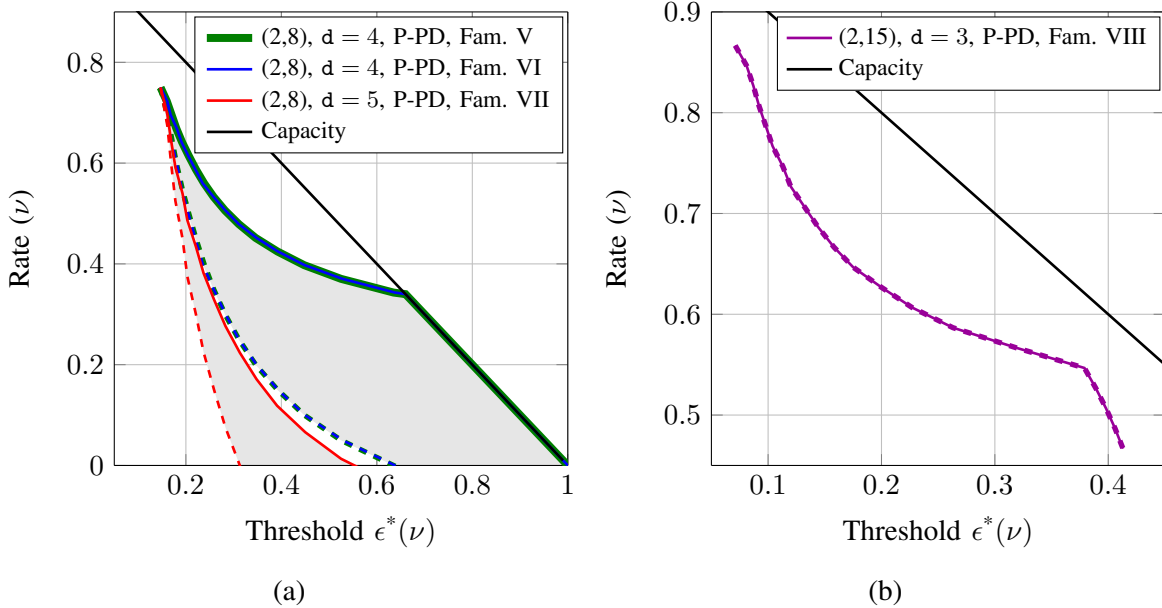 (2,8), d = 4, P-PD, Fam. V
(2,8), d = 4, P-PD, Fam. VI
(2,8), d = 5, P-PD, Fam. VII
Capacity
0.8
0.6
0.4
0.2
0
Rate (ν)
0.2
0.4
0.6
0.8
1
Threshold ϵ*(ν)
(a)
(2,15), d = 3, P-PD, Fam. VIII
Capacity
0.9
0.8
0.7
0.6
0.5
Rate (ν)
0.1
0.2
0.3
0.4
Threshold ϵ*(ν)
(b)